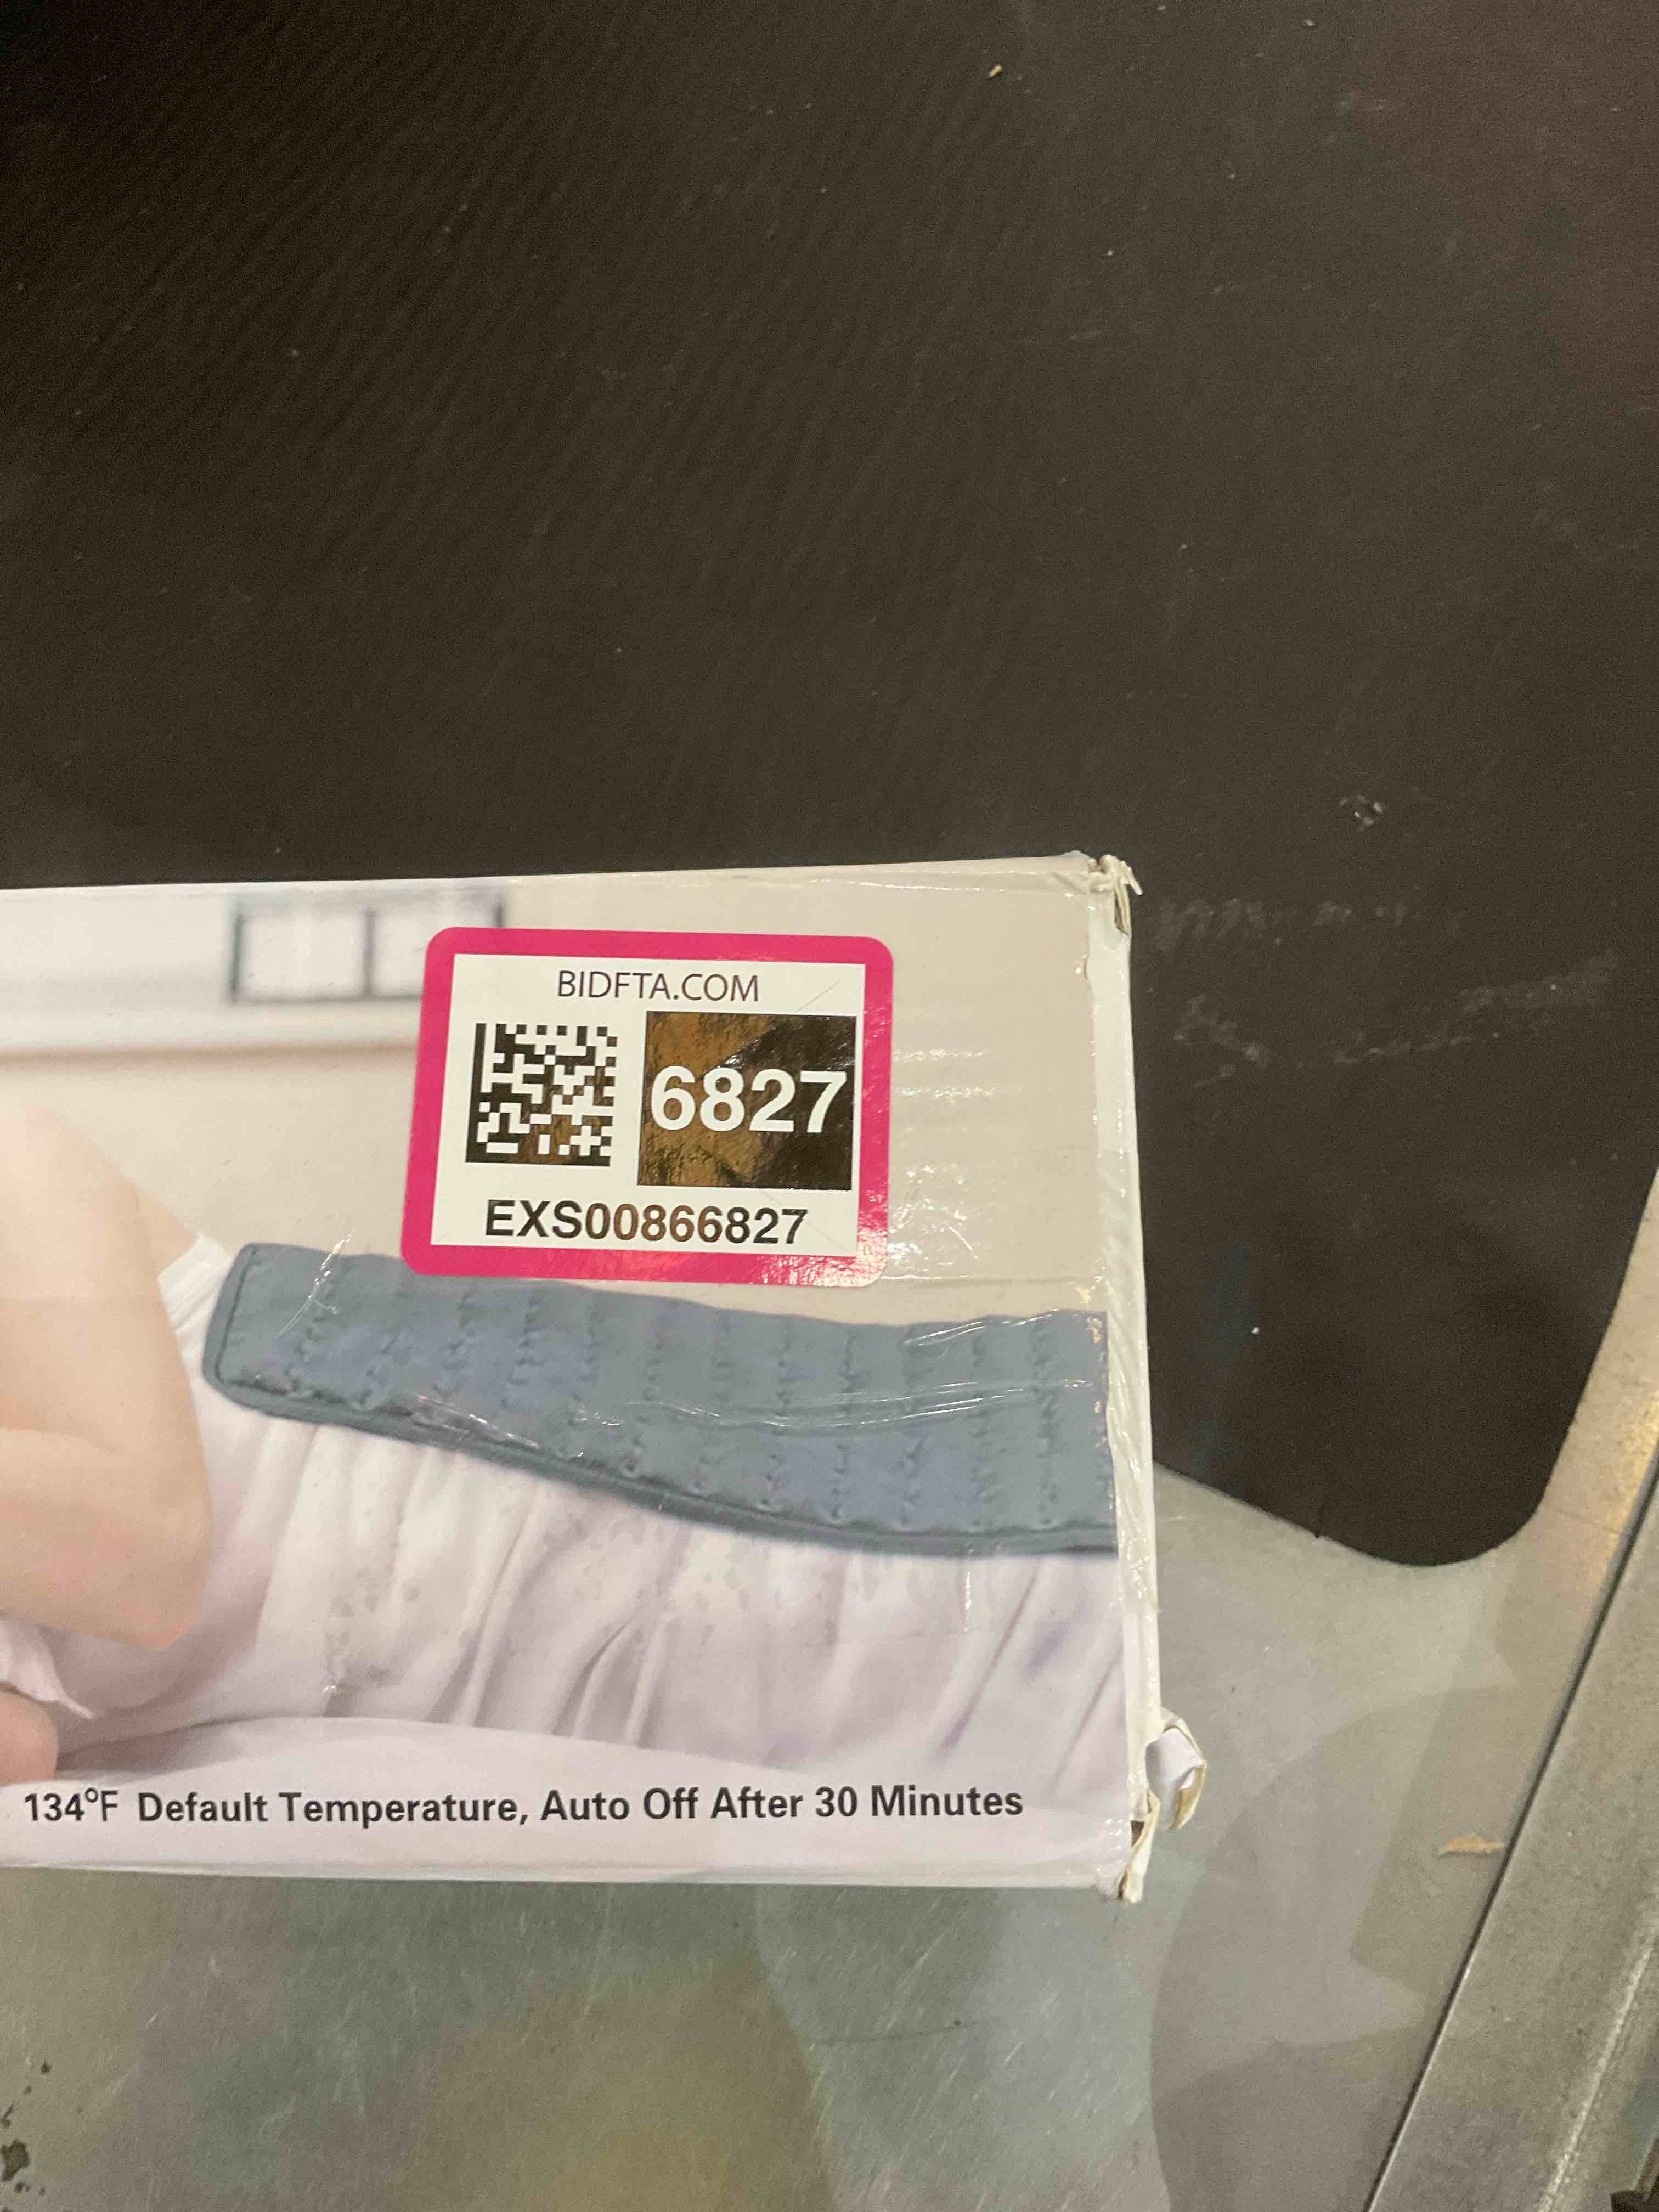 BIDFTA.COM
6827
EXS00866827
134°F Default Temperature, Auto Off After 30 Minutes